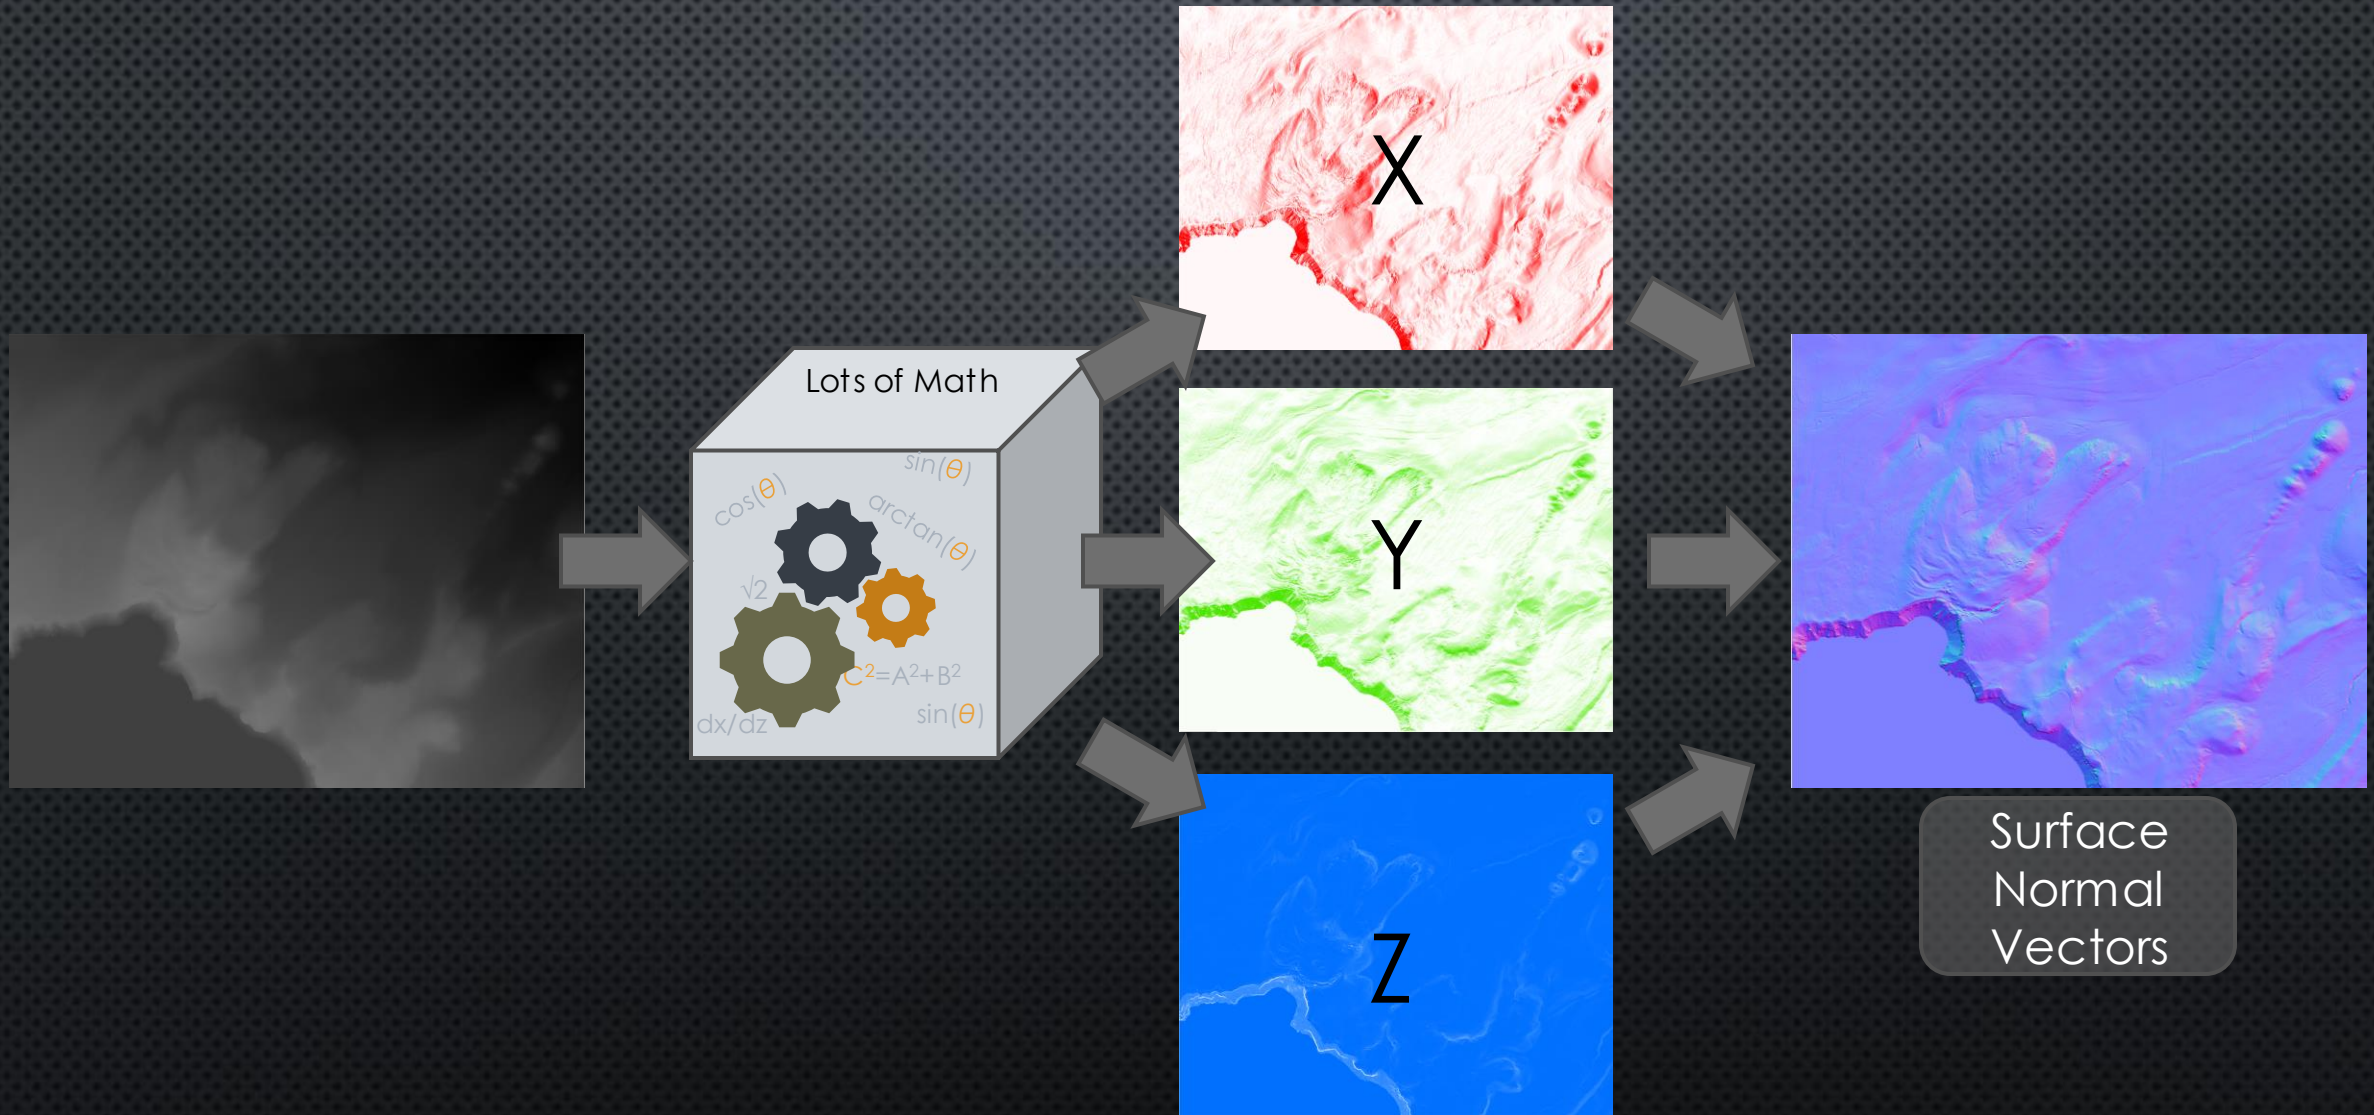 Lots of Math
sin(θ)
cos(θ)
arctan(θ)
√2
C²=A²+B²
sin(θ)
dx/dz
X
Y
Z
Surface
Normal
Vectors